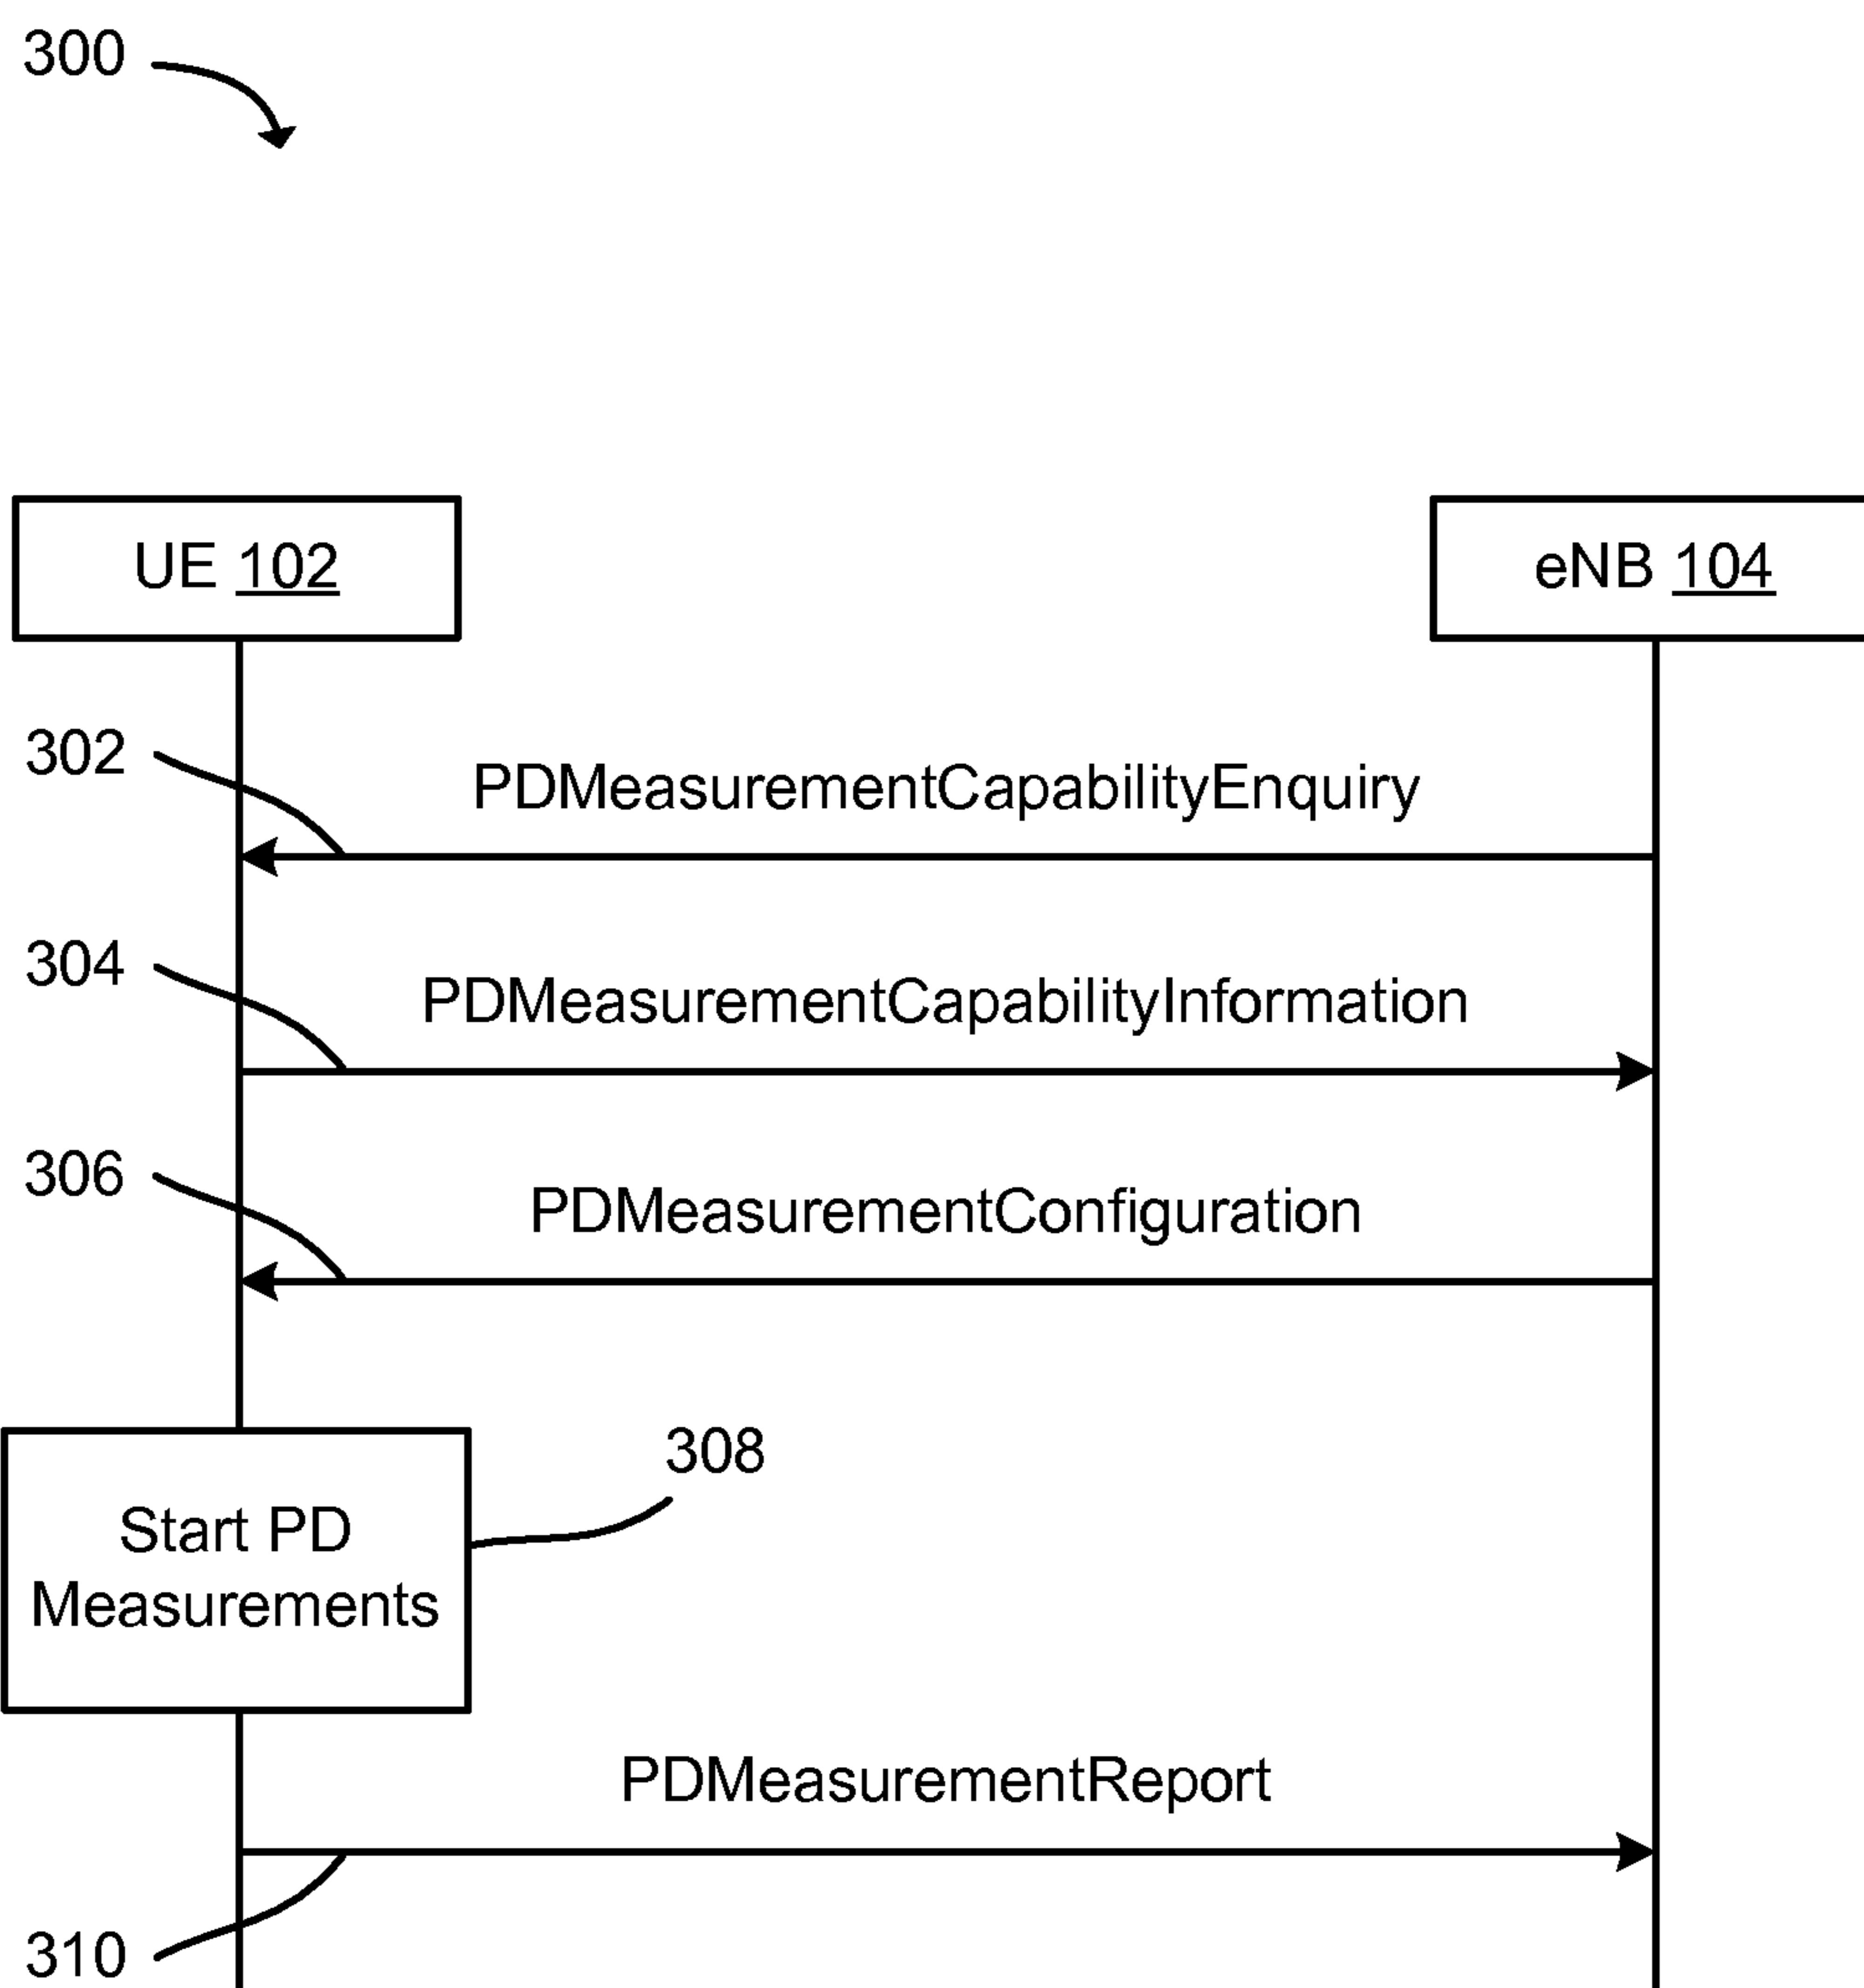 300
UE 102
eNB 104
302
PDMeasurementCapabilityEnquiry
304
PDMeasurementCapabilityInformation
306
PDMeasurementConfiguration
308
Start PD
Measurements
PDMeasurementReport
310